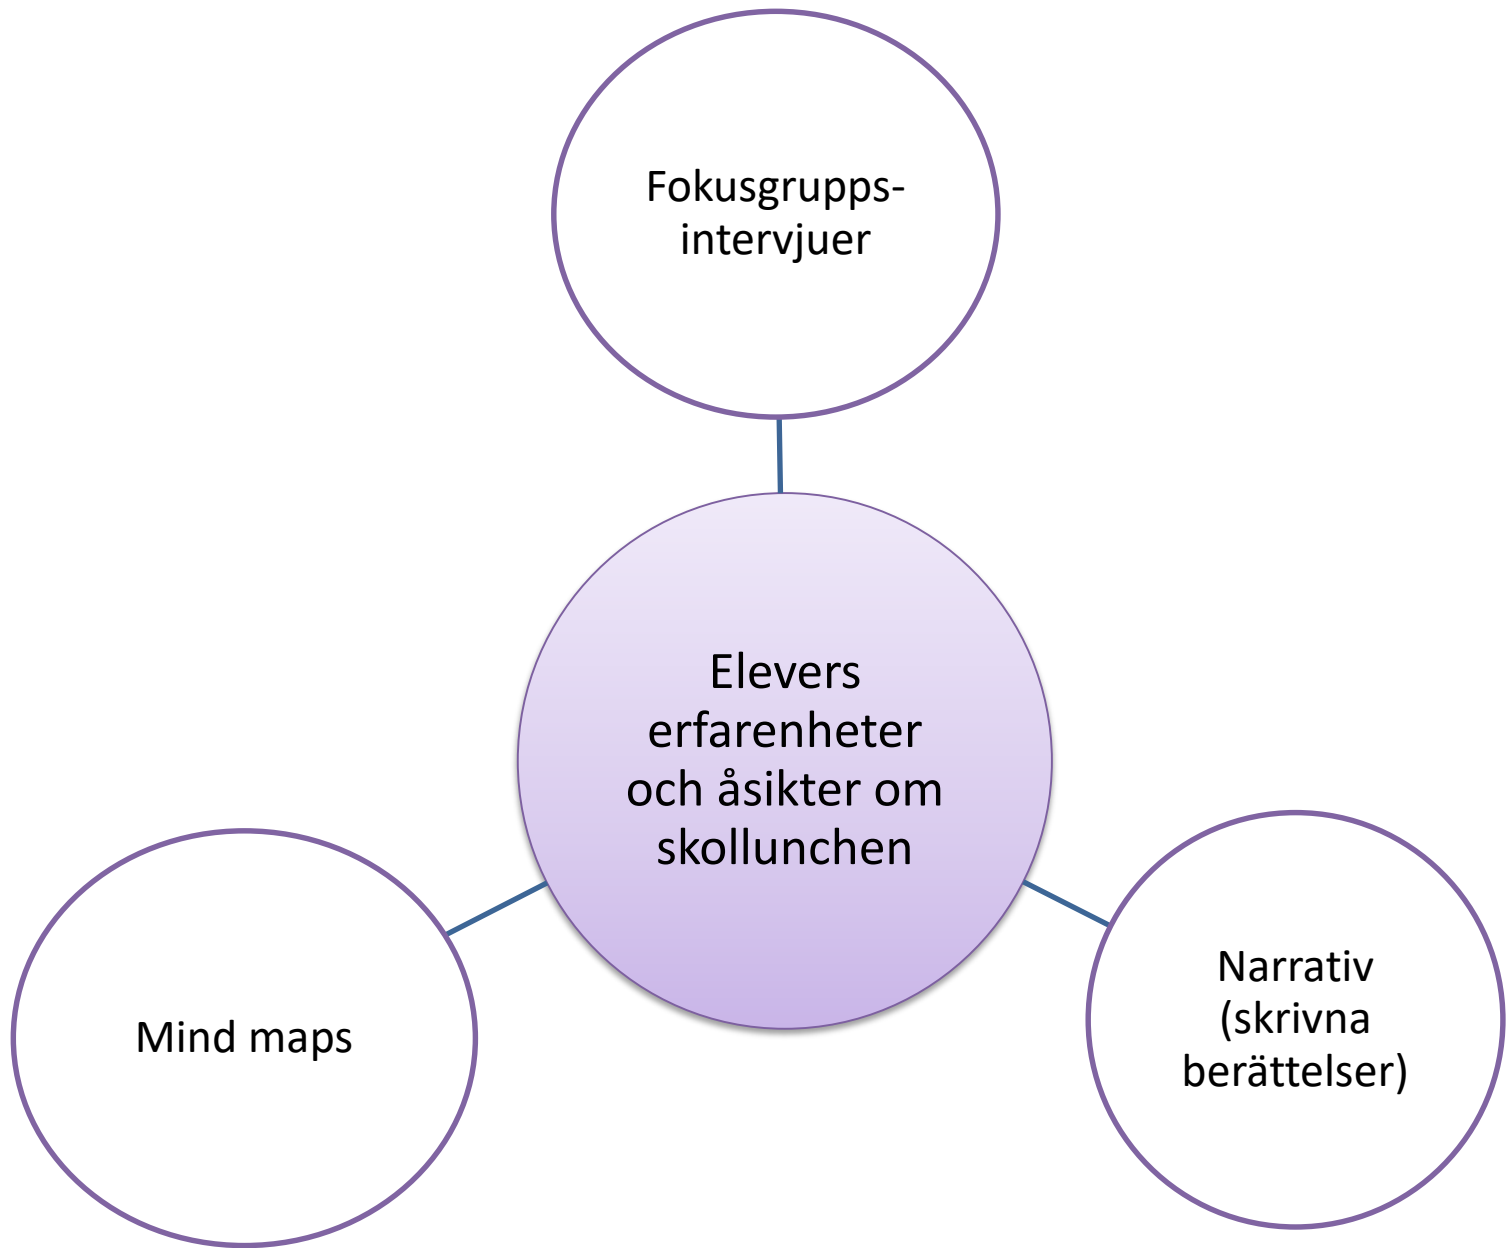 Fokusgrupps-
intervjuer
Elevers
erfarenheter
och åsikter om
skollunchen
Mind maps
Narrativ
(skrivna
berättelser)